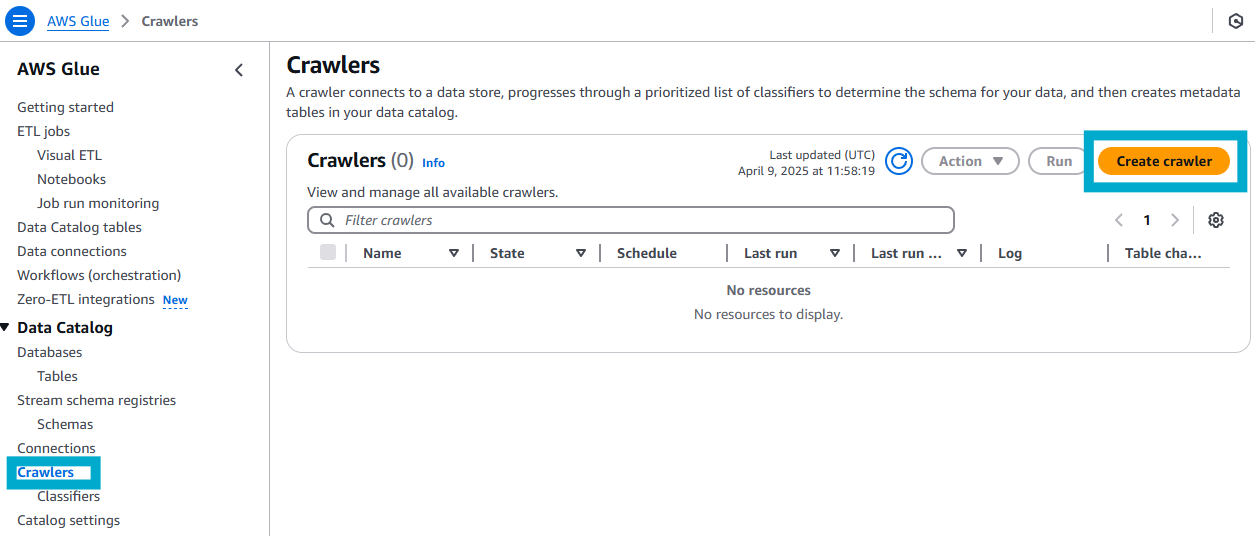 AWS Glue > Crawlers
AWS Glue
Getting started
ETL jobs
Visual ETL
Notebooks
Job run monitoring
Data Catalog tables
Data connections
Workflows (orchestration)
Zero-ETL integrations New
Data Catalog
Databases
Tables
Stream schema registries
Schemas
Connections
Crawlers
Classifiers
Catalog settings
Crawlers
A crawler connects to a data store, progresses through a prioritized list of classifiers to determine the schema for your data, and then creates metadata
tables in your data catalog.
Crawlers (0) Info
Last updated (UTC)
April 9, 2025 at 11:58:19
Action
Run
Create crawler
View and manage all available crawlers.
Filter crawlers
1
Name State Schedule Last run Last run ... Log Table cha...
No resources
No resources to display.